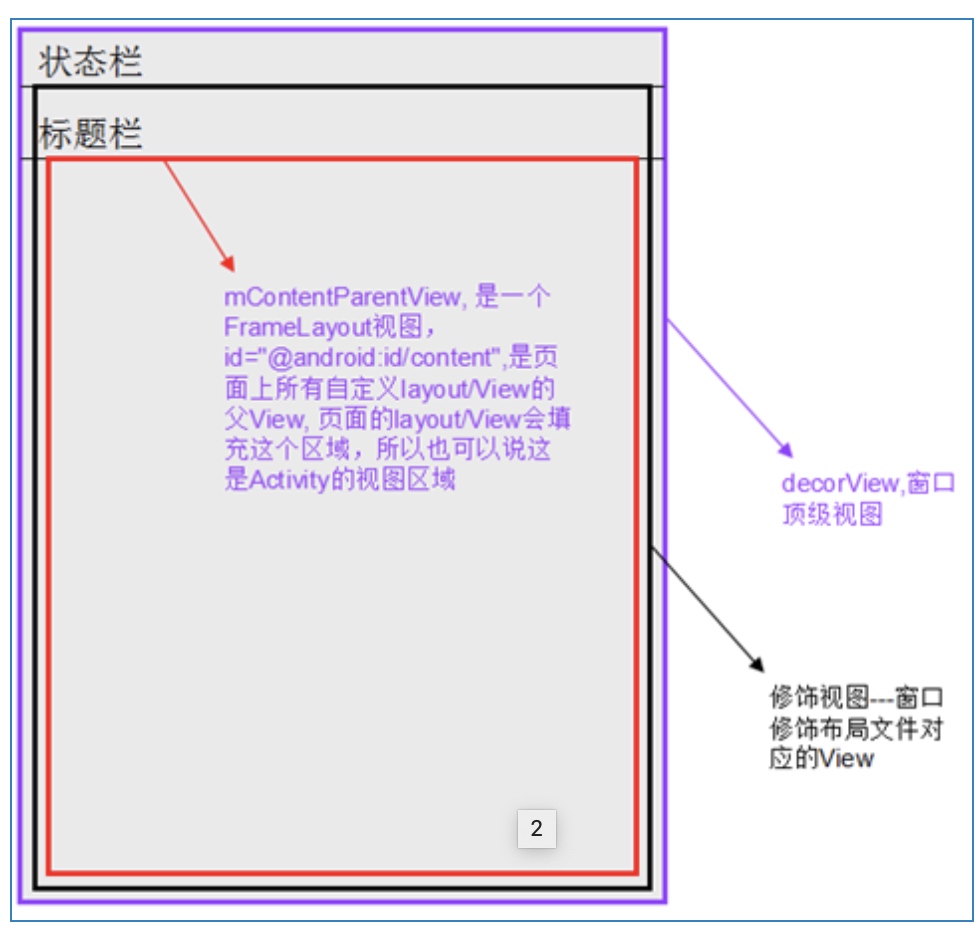 状态栏
标题栏
mContentParentView, 是一个
FrameLayout视图，
id="@android:id/content",是页
面上所有自定义layout/View的
父View, 页面的layout/View会填
充这个区域，所以也可以说这
是Activity的视图区域
decorView,窗口
顶级视图
修饰视图---窗口
修饰布局文件对
应的View
2